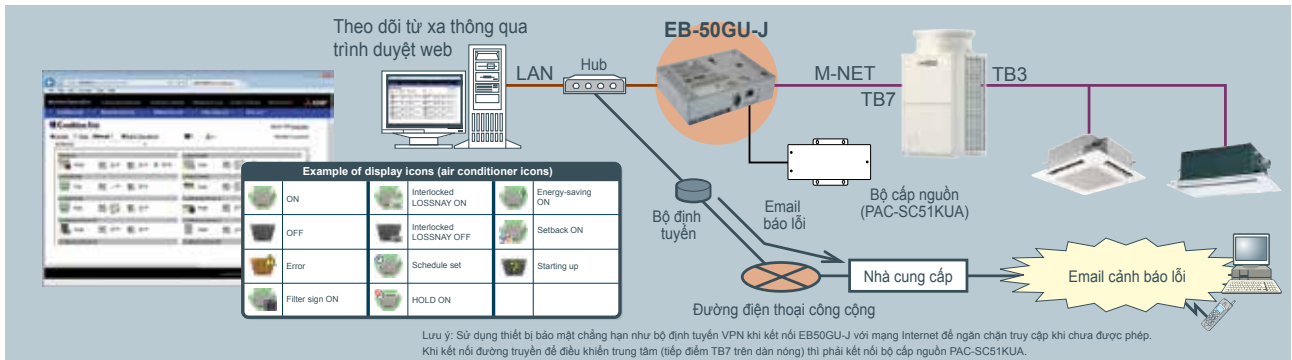 Theo dõi từ xa thông qua
trình duyệt web
LAN
Hub
EB-50GU-J
M-NET
TB7
TB3
Bộ cấp nguồn
(PAC-SC51KUA)
Bộ định
tuyến
Email
báo lỗi
Nhà cung cấp
Email cảnh báo lỗi
Đường điện thoại công cộng
Example of display icons (air conditioner icons)
ON
Interlocked
LOSSNAY ON
Energy-saving
ON
OFF
Interlocked
LOSSNAY OFF
Setback ON
Error
Schedule set
Starting up
Filter sign ON
HOLD ON
Lưu ý: Sử dụng thiết bị bảo mật chẳng hạn như bộ định tuyến VPN khi kết nối EB50GU-J với mạng Internet để ngăn chặn truy cập khi chưa được phép.
Khi kết nối đường truyền để điều khiển trung tâm (tiếp điểm TB7 trên dàn nóng) thì phải kết nối bộ cấp nguồn PAC-SC51KUA.